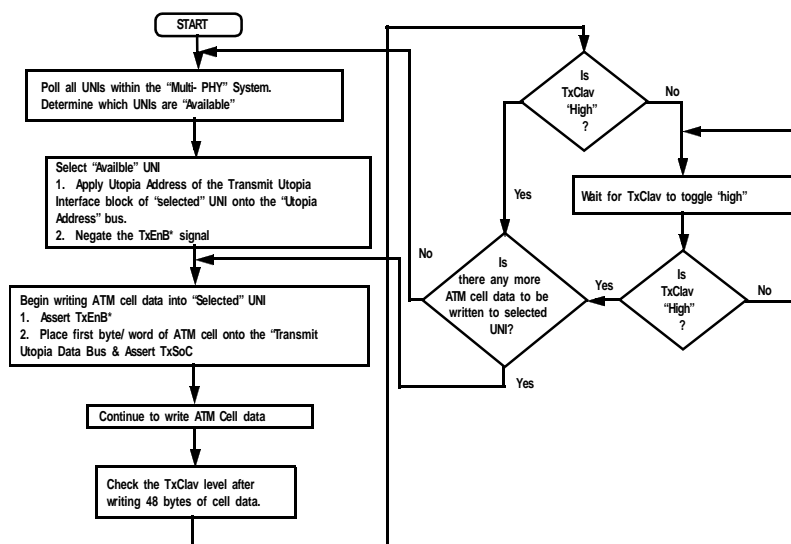 START
Poll all UNIs within the “Multi- PHY” System.
Determine which UNIs are “Available”
Select “Availble” UNI
1. Apply Utopia Address of the Transmit Utopia
Interface block of “selected” UNI onto the “Utopia
Address” bus.
2. Negate the TxEnB* signal
Begin writing ATM cell data into “Selected” UNI
1. Assert TxEnB*
2. Place first byte/ word of ATM cell onto the “Transmit
Utopia Data Bus & Assert TxSoC
Continue to write ATM Cell data
Check the TxClav level after
writing 48 bytes of cell data.
Is
TxClav
“High”
?
No
Yes
Wait for TxClav to toggle “high”
Is
TxClav
“High”
?
No
Yes
Is
there any more
ATM cell data to be
written to selected
UNI?
No
Yes